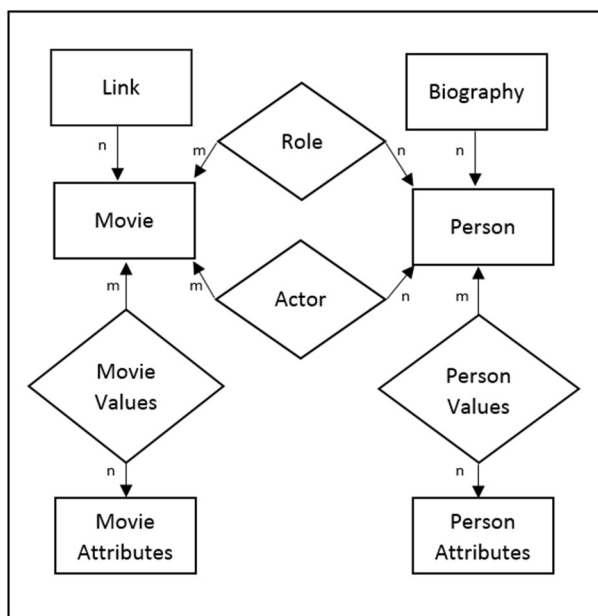 Link
Biography
Role
n
m
n
n
Movie
Person
Actor
m
m
n
m
Movie
Values
Person
Values
n
n
Movie
Attributes
Person
Attributes